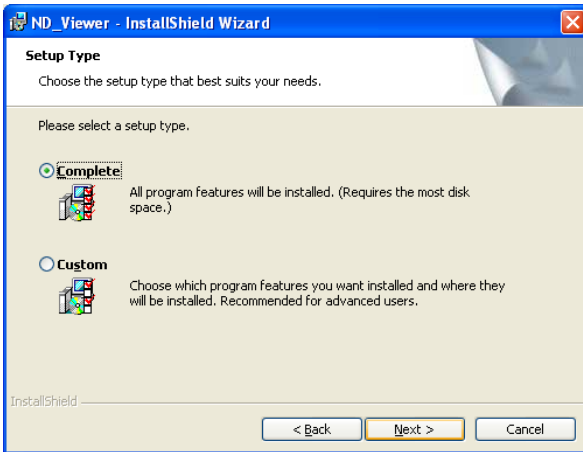 ND_Viewer - InstallShield Wizard
Setup Type
Choose the setup type that best suits your needs.
Please select a setup type.
Complete
All program features will be installed. (Requires the most disk
space.)
Custom
Choose which program features you want installed and where they
will be installed. Recommended for advanced users.
InstallShield
< Back Next > Cancel